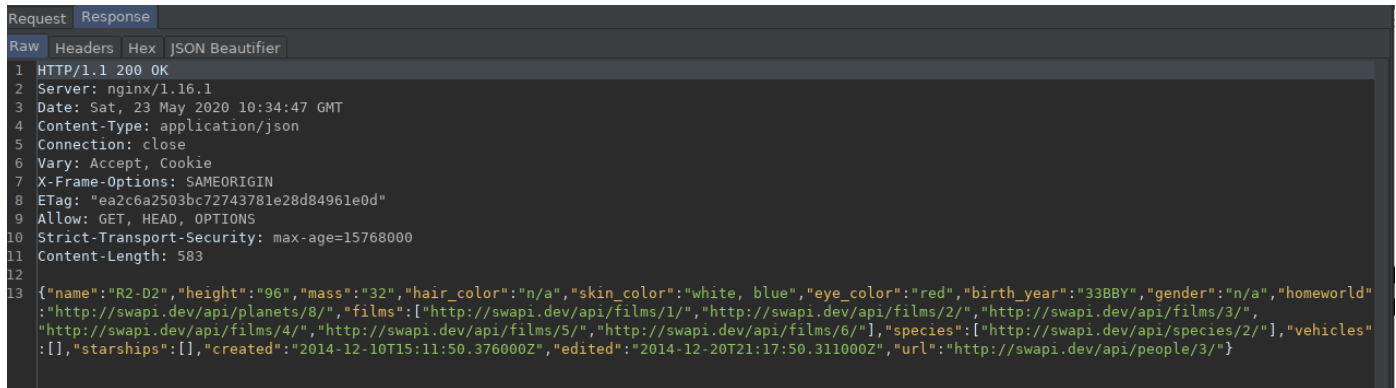 Request Response
Raw Headers Hex JSON Beautifier
1 HTTP/1.1 200 OK
2 Server: nginx/1.16.1
3 Date: Sat, 23 May 2020 10:34:47 GMT
4 Content-Type: application/json
5 Connection: close
6 Vary: Accept, Cookie
7 X-Frame-Options: SAMEORIGIN
8 ETag: "ea2c6a2503bc72743781e28d84961e0d"
9 Allow: GET, HEAD, OPTIONS
10 Strict-Transport-Security: max-age=15768000
11 Content-Length: 583
12
13 {"name":"R2-D2","height":"96","mass":"32","hair_color":"n/a","skin_color":"white, blue","eye_color":"red","birth_year":"33BBY","gender":"n/a","homeworld"
:"http://swapi.dev/api/planets/8/","films":["http://swapi.dev/api/films/1/","http://swapi.dev/api/films/2/","http://swapi.dev/api/films/3/",
"http://swapi.dev/api/films/4/","http://swapi.dev/api/films/5/","http://swapi.dev/api/films/6/"],"species":["http://swapi.dev/api/species/2/"],"vehicles"
:[],"starships":[],"created":"2014-12-10T15:11:50.376000Z","edited":"2014-12-20T21:17:50.311000Z","url":"http://swapi.dev/api/people/3/"}